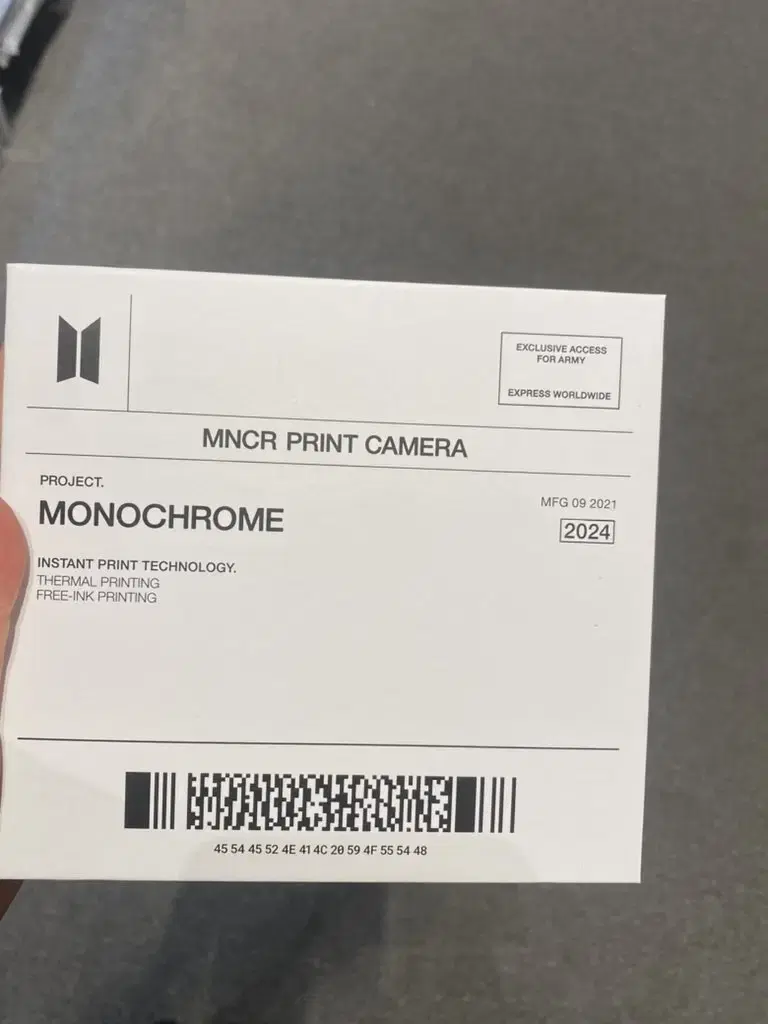 EXCLUSIVE ACCESS
FOR ARMY
EXPRESS WORLDWIDE
MNCR PRINT CAMERA
PROJECT.
MONOCHROME
MFG 09 2021
2024
INSTANT PRINT TECHNOLOGY.
THERMAL PRINTING
FREE-INK PRINTING
45 54 45 52 4E 41 4C 20 59 4F 55 54 48